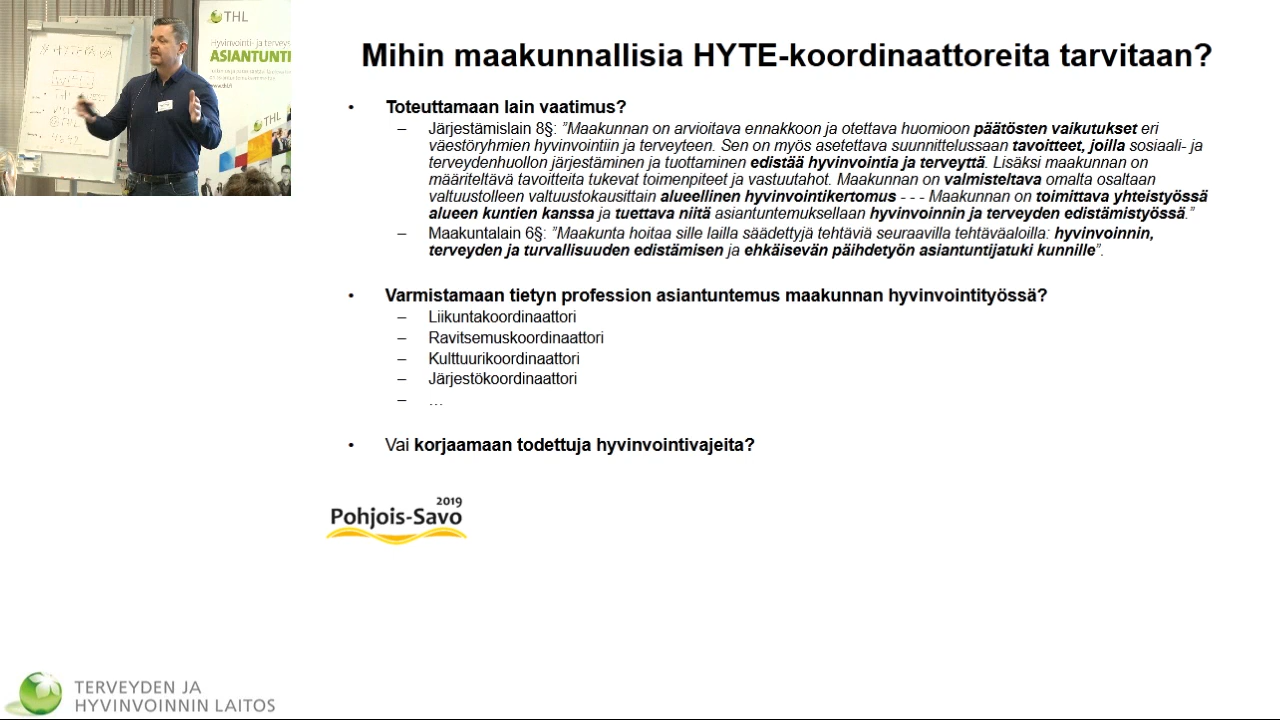 THL
Hyvinvointi- ja terveys
ASIANTUNTI
www.thl.fi
THL
Mihin maakunnallisia HYTE-koordinaattoreita tarvitaan?
• Toteuttamaan lain vaatimus?
– Järjestämislain 8§: ”Maakunnan on arvioitava ennakkoon ja otettava huomioon päätösten vaikutukset eri
väestöryhmien hyvinvointiin ja terveyteen. Sen on myös asetettava suunnittelussaan tavoitteet, joilla sosiaali- ja
terveydenhuollon järjestäminen ja tuottaminen edistää hyvinvointia ja terveyttä. Lisäksi maakunnan on
määriteltävä tavoitteita tukevat toimenpiteet ja vastuutahot. Maakunnan on valmisteltava omalta osaltaan
valtuustolleen valtuustokausittain alueellinen hyvinvointikertomus - - - Maakunnan on toimittava yhteistyössä
alueen kuntien kanssa ja tuettava niitä asiantuntemuksellaan hyvinvoinnin ja terveyden edistämistyössä.”
– Maakuntalain 6§: ”Maakunta hoitaa sille lailla säädettyjä tehtäviä seuraavilla tehtäväaloilla: hyvinvoinnin,
terveyden ja turvallisuuden edistämisen ja ehkäisevän päihdetyön asiantuntijatuki kunnille”.
• Varmistamaan tietyn profession asiantuntemus maakunnan hyvinvointityössä?
– Liikuntakoordinaattori
– Ravitsemuskoordinaattori
– Kulttuurikoordinaattori
– Järjestökoordinaattori
– …
• Vai korjaamaan todettuja hyvinvointivajeita?
2019
Pohjois-Savo
TERVEYDEN JA
HYVINVOINNIN LAITOS